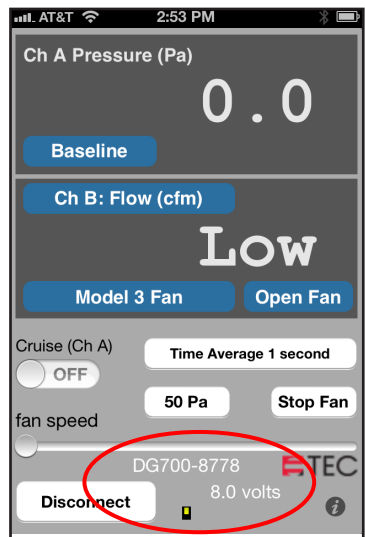 AT&T 2:53 PM
Ch A Pressure (Pa)
0.0
Baseline
Ch B: Flow (cfm)
Low
Model 3 Fan Open Fan
Cruise (Ch A)
OFF
Time Average 1 second
50 Pa Stop Fan
fan speed
DG700-8778
TEC
Disconnect
8.0 volts
i